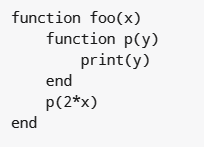 function foo(x)
    function p(y)
        print(y)
    end
    p(2*x)
end